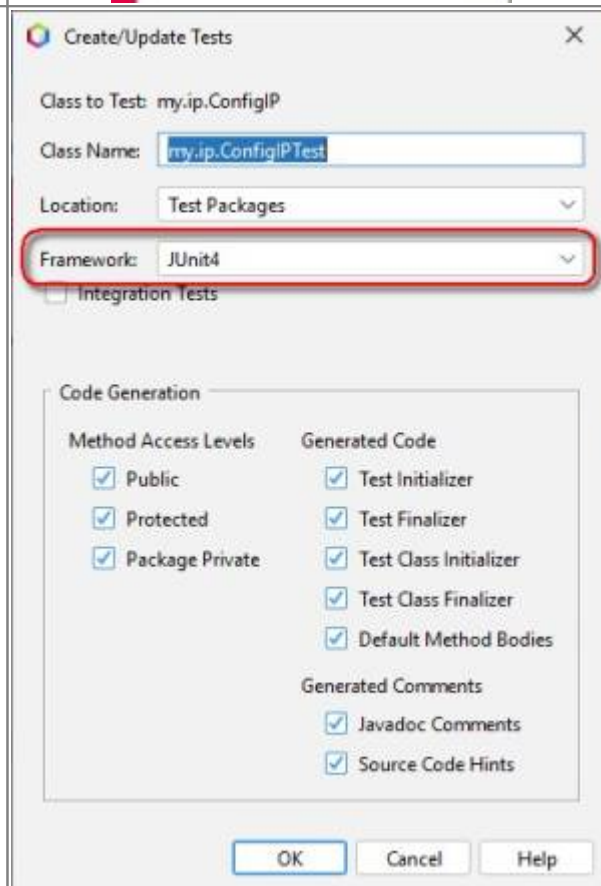 Create/Update Tests
Class to Test: my.ip.ConfigIP
Class Name: my.ip.ConfigIPTest
Location: Test Packages
Framework: JUnit4
Integration Tests
Code Generation
Method Access Levels
Public
Protected
Package Private
Generated Code
Test Initializer
Test Finalizer
Test Class Initializer
Test Class Finalizer
Default Method Bodies
Generated Comments
Javadoc Comments
Source Code Hints
OK Cancel Help